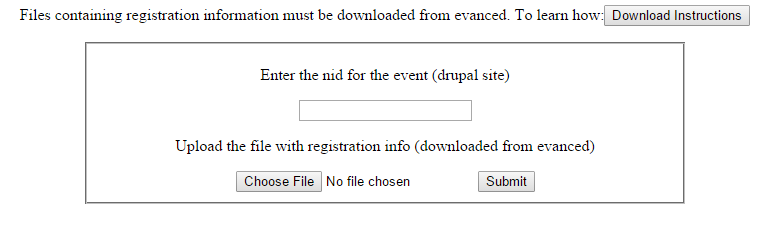 Files containing registration information must be downloaded from evanced. To learn how: Download Instructions
Enter the nid for the event (drupal site)
Upload the file with registration info (downloaded from evanced)
Choose File No file chosen Submit